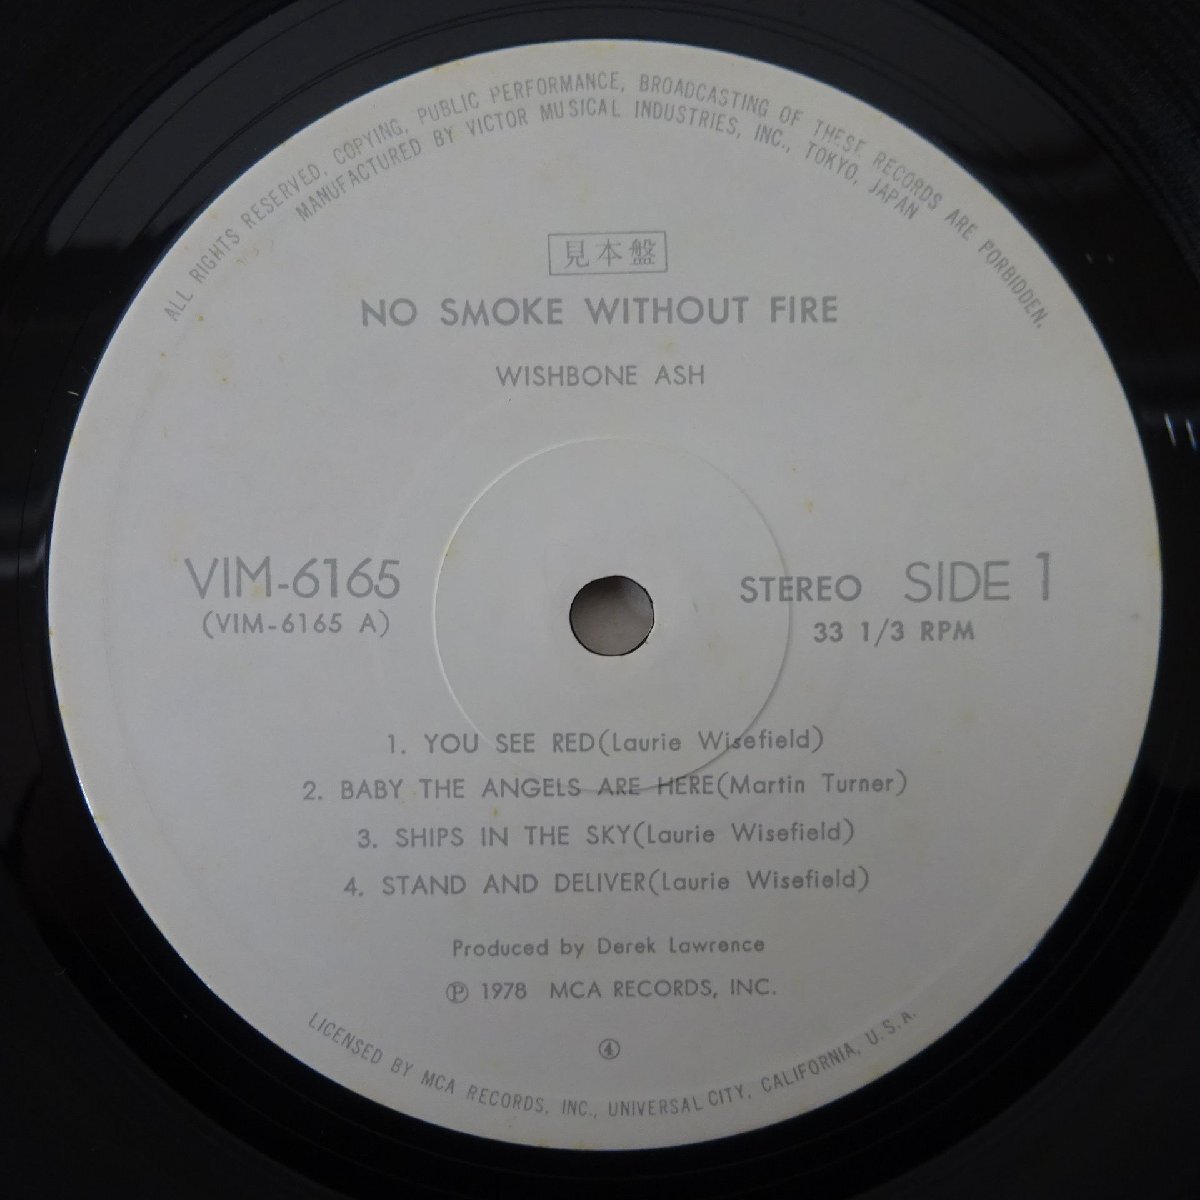 ALL RIGHTS RESERVED, COPYING, PUBLIC PERFORMANCE, BROADCASTING OF THESE RECORDS ARE FORBIDDEN.
MANUFACTURED BY VICTOR MUSICAL INDUSTRIES, INC., TOKYO, JAPAN
見本盤
NO SMOKE WITHOUT FIRE
WISHBONE ASH
VIM-6165
(VIM-6165 A)
STEREO SIDE 1
33 1/3 RPM
1. YOU SEE RED(Laurie Wisefield)
2. BABY THE ANGELS ARE HERE(Martin Turner)
3. SHIPS IN THE SKY(Laurie Wisefield)
4. STAND AND DELIVER(Laurie Wisefield)
Produced by Derek Lawrence
Ⓟ 1978 MCA RECORDS, INC.
④
LICENSED BY MCA RECORDS, INC., UNIVERSAL CITY, CALIFORNIA, U.S.A.